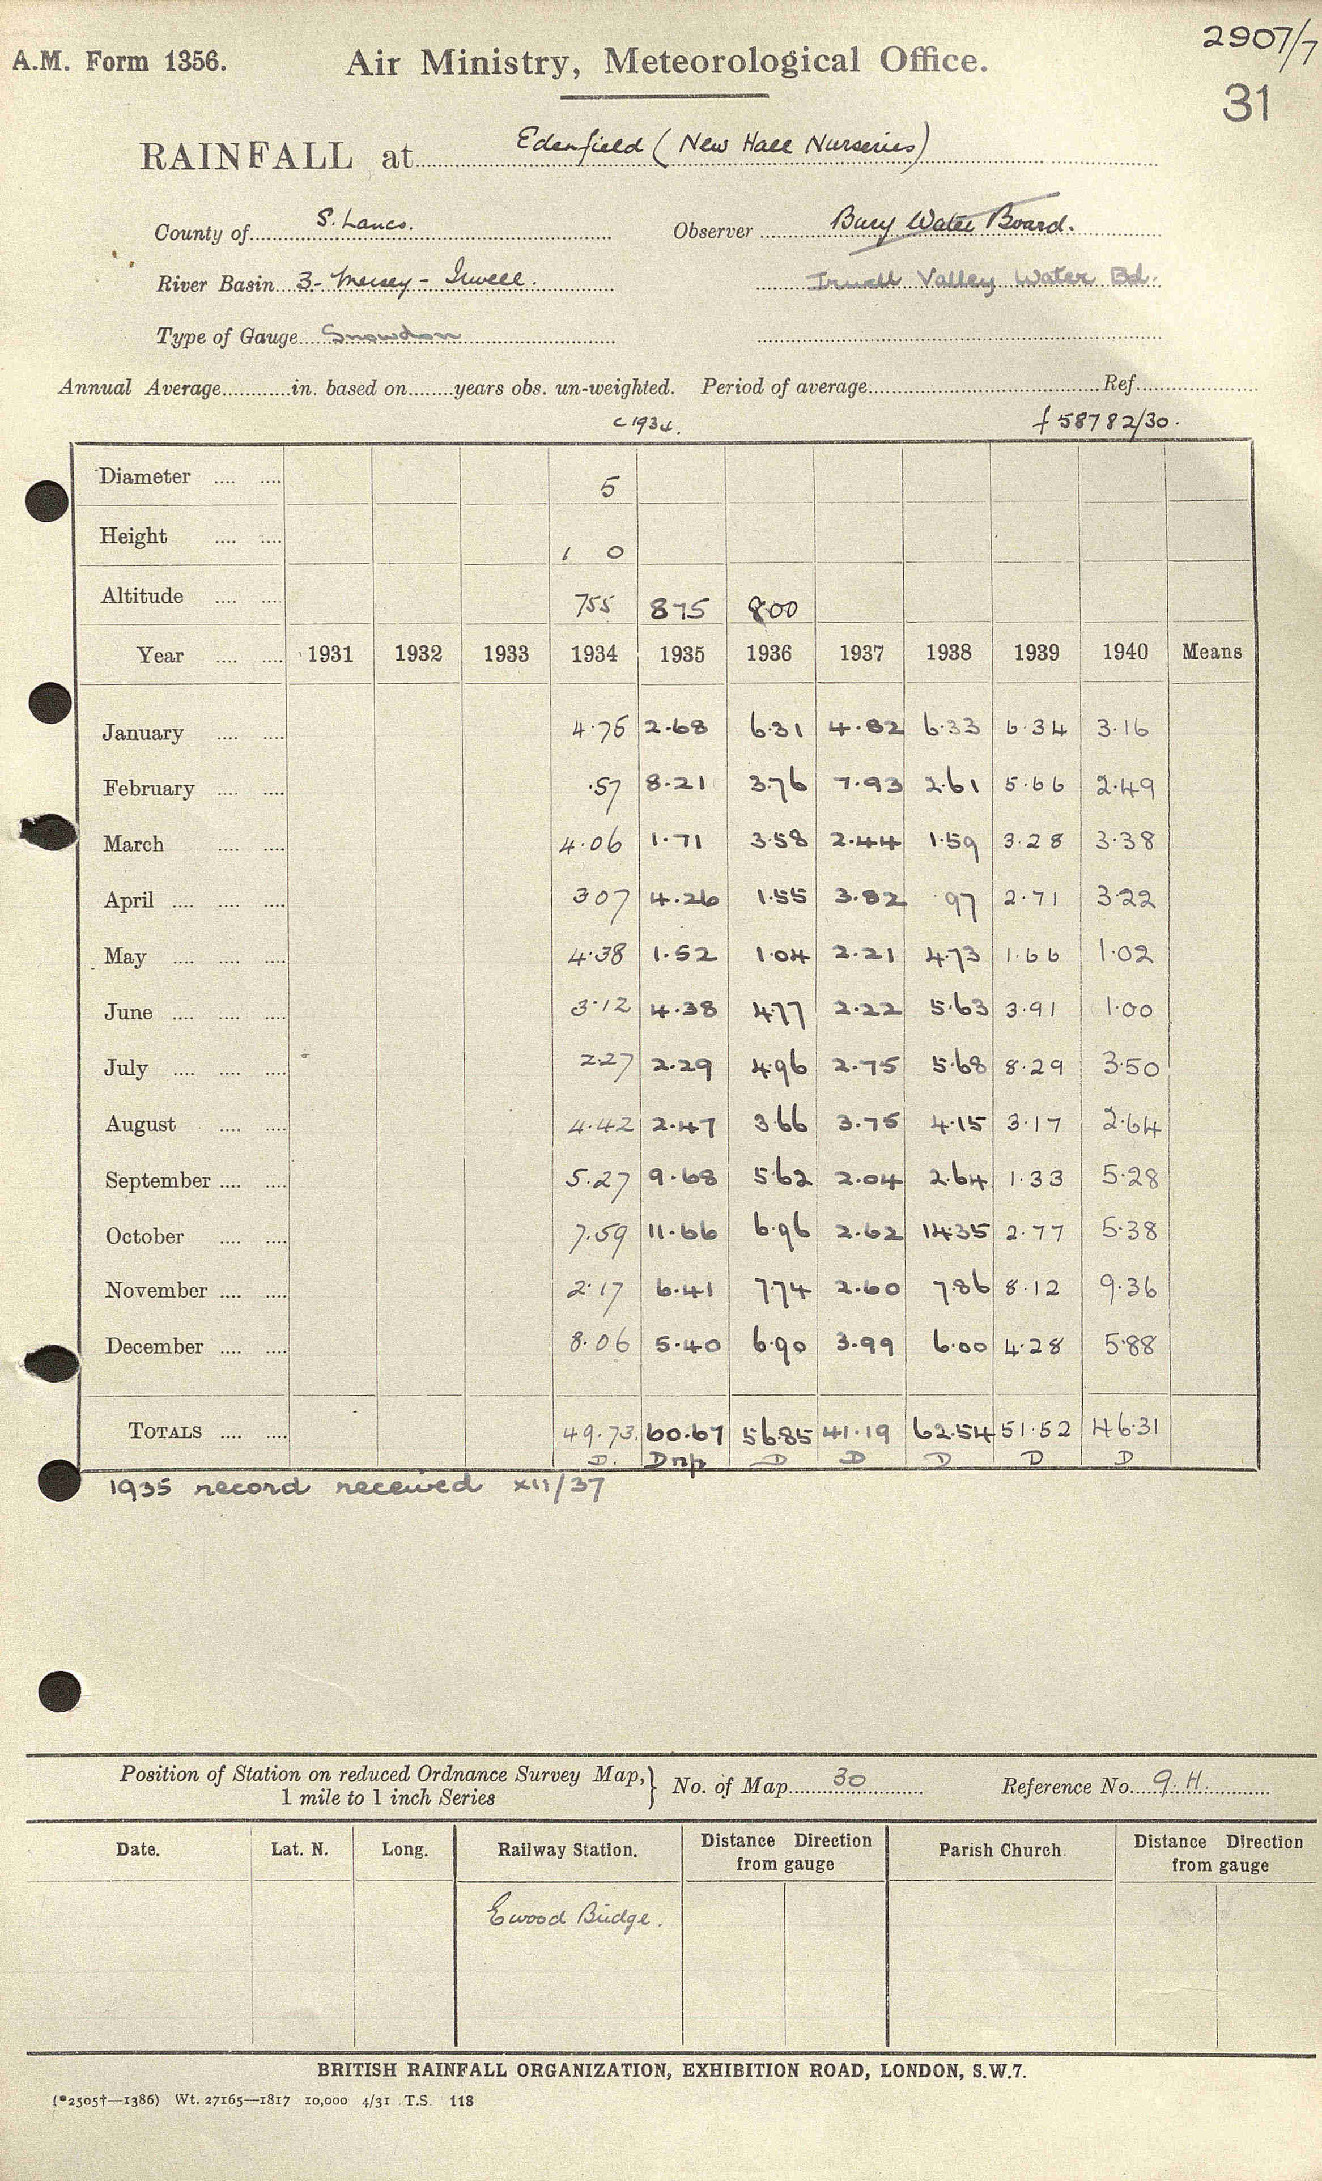 2907/7
A.M. Form 1356. Air Ministry, Meteorological Office.
31
RAINFALL at Edenfield (New Hall Nurseries)
County of S. Lancs. Observer Bury Water Board.
River Basin 3- Mersey - Irwell. Irwell Valley Water Bd.
Type of Gauge Snowdon
Annual Average in. based on years obs. un-weighted. Period of average Ref.
c 1934. f 58782/30.
Diameter .... .... 5
Height .... .... 1 0
Altitude .... .... 755 875 800
Year .... .... 1931 1932 1933 1934 1935 1936 1937 1938 1939 1940 Means
January .... .... 4.75 2.68 6.31 4.82 6.33 6.34 3.16
February .... .... .57 8.21 3.76 7.93 2.61 5.66 2.49
March .... .... 4.06 1.71 3.58 2.44 1.59 3.28 3.38
April .... .... .... 3.07 4.26 1.55 3.82 .97 2.71 3.22
May .... .... .... 4.38 1.52 1.04 2.21 4.73 1.66 1.02
June .... .... .... 3.12 4.38 4.77 2.22 5.63 3.91 1.00
July .... .... .... 2.27 2.29 4.96 2.75 5.68 8.29 3.50
August .... .... 4.42 2.47 3.66 3.75 4.15 3.17 2.64
September .... .... 5.27 9.68 5.62 2.04 2.64 1.33 5.28
October .... .... 7.59 11.66 6.96 2.62 14.35 2.77 5.38
November .... .... 2.17 6.41 7.74 2.60 7.86 8.12 9.36
December .... .... 8.06 5.40 6.90 3.99 6.00 4.28 5.88
TOTALS .... .... 49.73 60.67 56.85 41.19 62.54 51.52 46.31
D. Dnp D D D D D
1935 record received XII/37
Position of Station on reduced Ordnance Survey Map, } No. of Map 30 Reference No. 9.H.
1 mile to 1 inch Series
Date. Lat. N. Long. Railway Station. Distance Direction from gauge Parish Church Distance Direction from gauge
Ewood Bridge.
BRITISH RAINFALL ORGANIZATION, EXHIBITION ROAD, LONDON, S.W.7.
(*2505†—1386) Wt. 27165—1817 10,000 4/31 T.S. 118